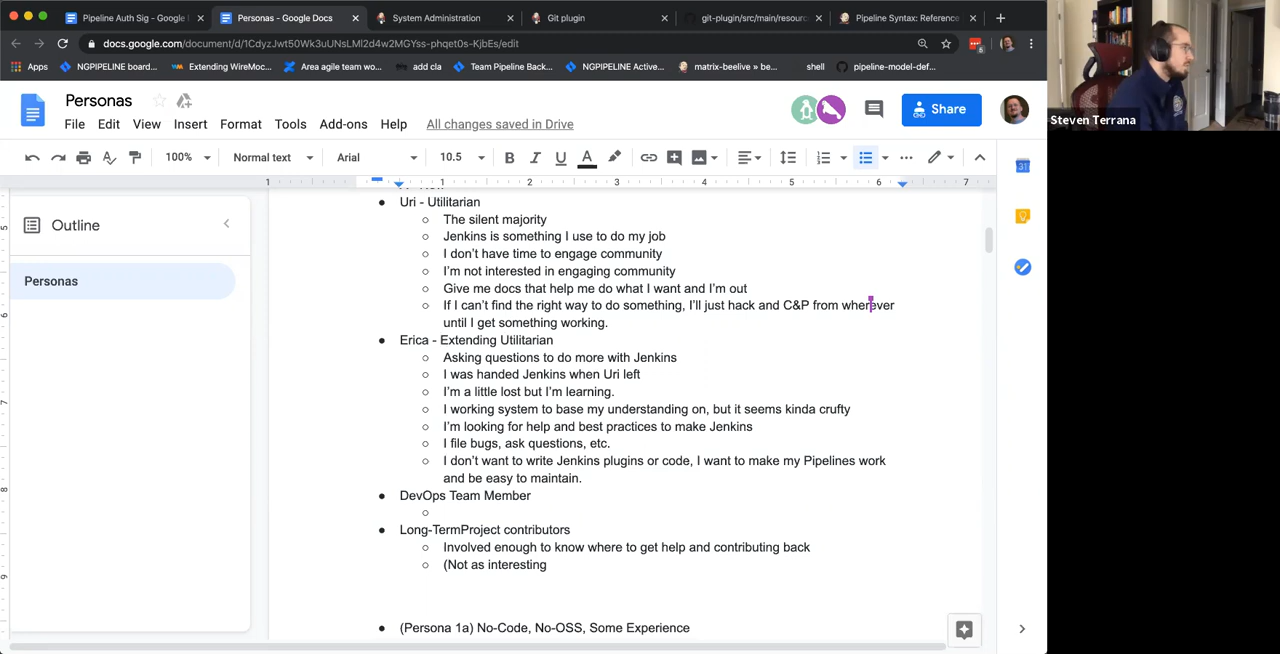 Pipeline Auth Sig - Google
Personas - Google Docs
System Administration
Git plugin
git-plugin/src/main/resourc
Pipeline Syntax: Reference
docs.google.com/document/d/1CdyzJwt50Wk3uUNsLMl2d4w2MGYss-phqet0s-KjbEs/edit
Apps
NGPIPELINE board...
Extending WireMoc...
Area agile team wo...
add cla
Team Pipeline Back...
NGPIPELINE Active...
matrix-beelive » be...
shell
pipeline-model-def...
Personas
File Edit View Insert Format Tools Add-ons Help All changes saved in Drive
Share
100% Normal text Arial 10.5 B I U A
1 1 2 3 4 5 6 7
Outline
Personas
Uri - Utilitarian
The silent majority
Jenkins is something I use to do my job
I don't have time to engage community
I'm not interested in engaging community
Give me docs that help me do what I want and I'm out
If I can't find the right way to do something, I'll just hack and C&P from wherever
until I get something working.
Erica - Extending Utilitarian
Asking questions to do more with Jenkins
I was handed Jenkins when Uri left
I'm a little lost but I'm learning.
I working system to base my understanding on, but it seems kinda crufty
I'm looking for help and best practices to make Jenkins
I file bugs, ask questions, etc.
I don't want to write Jenkins plugins or code, I want to make my Pipelines work
and be easy to maintain.
DevOps Team Member
Long-TermProject contributors
Involved enough to know where to get help and contributing back
(Not as interesting
(Persona 1a) No-Code, No-OSS, Some Experience
Steven Terrana